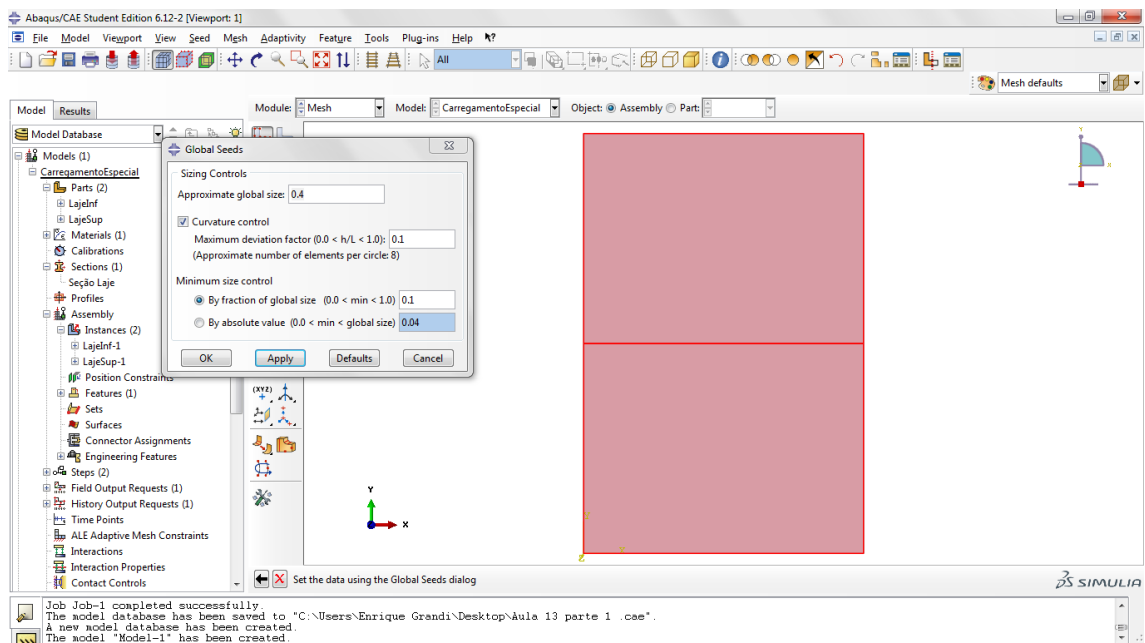 Abaqus/CAE Student Edition 6.12-2 [Viewport: 1]
File Model Viewport View Seed Mesh Adaptivity Feature Tools Plug-ins Help
All
Mesh defaults
Model Results
Module: Mesh Model: CarregamentoEspecial Object: Assembly Part:
Model Database
Models (1)
CarregamentoEspecial
Parts (2)
LajeInf
LajeSup
Materials (1)
Calibrations
Sections (1)
Seção Laje
Profiles
Assembly
Instances (2)
LajeInf-1
LajeSup-1
Position Constraints
Features (1)
Sets
Surfaces
Connector Assignments
Engineering Features
Steps (2)
Field Output Requests (1)
History Output Requests (1)
Time Points
ALE Adaptive Mesh Constraints
Interactions
Interaction Properties
Contact Controls
Global Seeds
Sizing Controls
Approximate global size: 0.4
Curvature control
Maximum deviation factor (0.0 < h/L < 1.0): 0.1
(Approximate number of elements per circle: 8)
Minimum size control
By fraction of global size (0.0 < min < 1.0) 0.1
By absolute value (0.0 < min < global size) 0.04
OK Apply Defaults Cancel
(XYZ)
Y
X
Y
X
Z
Set the data using the Global Seeds dialog
SIMULIA
Job Job-1 completed successfully.
The model database has been saved to "C:\Users\Enrique Grandi\Desktop\Aula 13 parte 1 .cae".
A new model database has been created.
The model "Model-1" has been created.